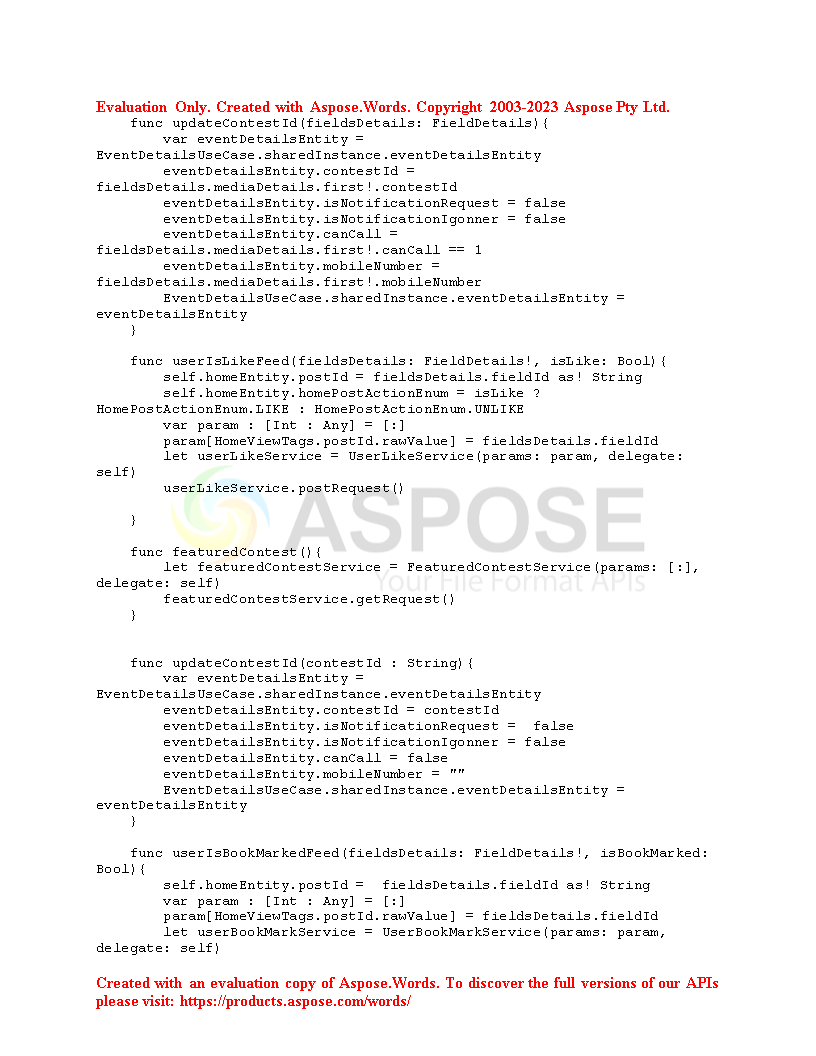 Evaluation Only. Created with Aspose.Words. Copyright 2003-2023 Aspose Pty Ltd.
    func updateContestId(fieldsDetails: FieldDetails){
        var eventDetailsEntity =
EventDetailsUseCase.sharedInstance.eventDetailsEntity
        eventDetailsEntity.contestId =
fieldsDetails.mediaDetails.first!.contestId
        eventDetailsEntity.isNotificationRequest = false
        eventDetailsEntity.isNotificationIgonner = false
        eventDetailsEntity.canCall =
fieldsDetails.mediaDetails.first!.canCall == 1
        eventDetailsEntity.mobileNumber =
fieldsDetails.mediaDetails.first!.mobileNumber
        EventDetailsUseCase.sharedInstance.eventDetailsEntity =
eventDetailsEntity
    }

    func userIsLikeFeed(fieldsDetails: FieldDetails!, isLike: Bool){
        self.homeEntity.postId = fieldsDetails.fieldId as! String
        self.homeEntity.homePostActionEnum = isLike ?
HomePostActionEnum.LIKE : HomePostActionEnum.UNLIKE
        var param : [Int : Any] = [:]
        param[HomeViewTags.postId.rawValue] = fieldsDetails.fieldId
        let userLikeService = UserLikeService(params: param, delegate:
self)
        userLikeService.postRequest()
ASPOSE
    }

    func featuredContest(){
        let featuredContestService = FeaturedContestService(params: [:],
delegate: self)
Your File Format APIs
        featuredContestService.getRequest()
    }


    func updateContestId(contestId : String){
        var eventDetailsEntity =
EventDetailsUseCase.sharedInstance.eventDetailsEntity
        eventDetailsEntity.contestId = contestId
        eventDetailsEntity.isNotificationRequest =  false
        eventDetailsEntity.isNotificationIgonner = false
        eventDetailsEntity.canCall = false
        eventDetailsEntity.mobileNumber = ""
        EventDetailsUseCase.sharedInstance.eventDetailsEntity =
eventDetailsEntity
    }

    func userIsBookMarkedFeed(fieldsDetails: FieldDetails!, isBookMarked:
Bool){
        self.homeEntity.postId =  fieldsDetails.fieldId as! String
        var param : [Int : Any] = [:]
        param[HomeViewTags.postId.rawValue] = fieldsDetails.fieldId
        let userBookMarkService = UserBookMarkService(params: param,
delegate: self)
Created with an evaluation copy of Aspose.Words. To discover the full versions of our APIs
please visit: https://products.aspose.com/words/